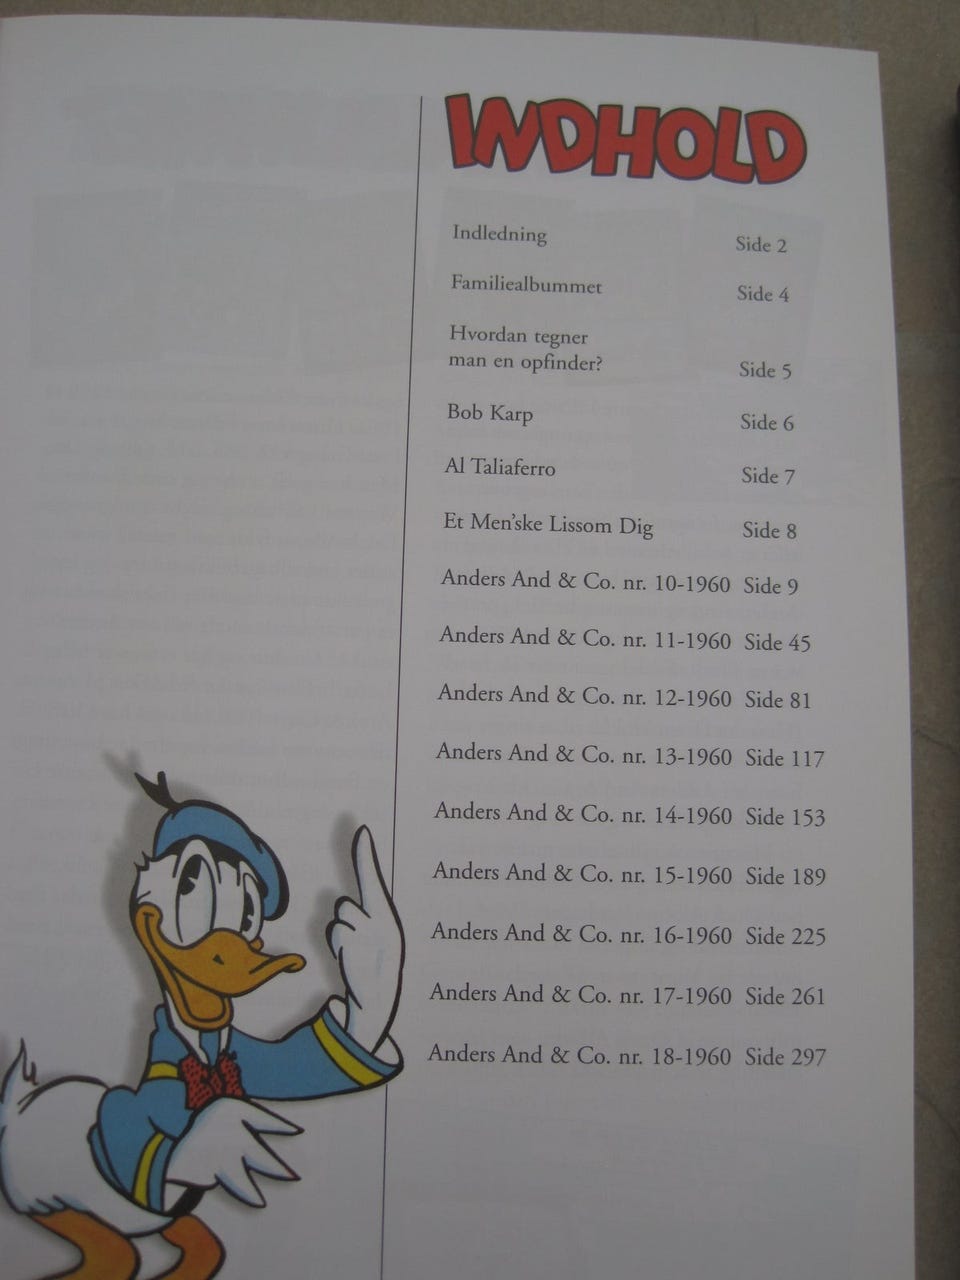 INDHOLD
Indledning Side 2
Familiealbummet Side 4
Hvordan tegner
man en opfinder? Side 5
Bob Karp Side 6
Al Taliaferro Side 7
Et Men'ske Lissom Dig Side 8
Anders And & Co. nr. 10-1960 Side 9
Anders And & Co. nr. 11-1960 Side 45
Anders And & Co. nr. 12-1960 Side 81
Anders And & Co. nr. 13-1960 Side 117
Anders And & Co. nr. 14-1960 Side 153
Anders And & Co. nr. 15-1960 Side 189
Anders And & Co. nr. 16-1960 Side 225
Anders And & Co. nr. 17-1960 Side 261
Anders And & Co. nr. 18-1960 Side 297